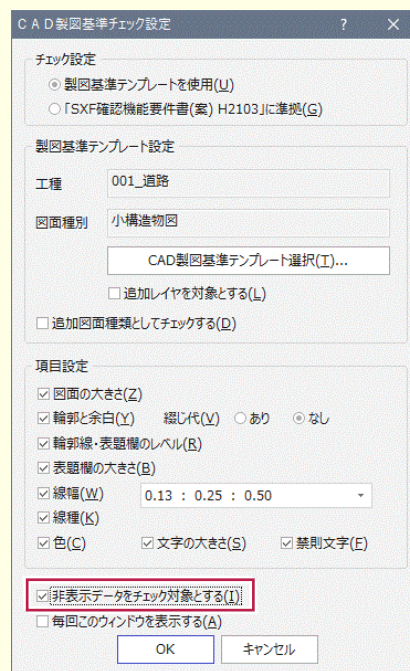 CAD製図基準チェック設定 ? ×
チェック設定
製図基準テンプレートを使用(U)
「SXF確認機能要件書(案) H2103」に準拠(G)
製図基準テンプレート設定
工種 001_道路
図面種別 小構造物図
CAD製図基準テンプレート選択(T)...
追加レイヤを対象とする(L)
追加図面種類としてチェックする(D)
項目設定
図面の大きさ(Z)
輪郭と余白(Y) 綴じ代(V) あり なし
輪郭線・表題欄のレベル(R)
表題欄の大きさ(B)
線幅(W) 0.13 : 0.25 : 0.50
線種(K)
色(C) 文字の大きさ(S) 禁則文字(F)
非表示データをチェック対象とする(I)
毎回このウィンドウを表示する(A)
OK キャンセル